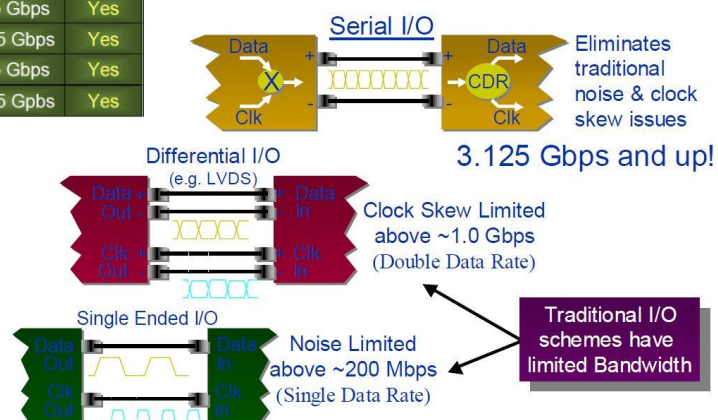 Gbps Yes
5 Gbps Yes
Gbps Yes
5 Gpbs Yes
Serial I/O
Data
+
+
Data
X
CDR
Clk
-
-
Clk
Eliminates
traditional
noise & clock
skew issues
3.125 Gbps and up!
Differential I/O
(e.g. LVDS)
Data +
Out -
+ Data
- In
Clk +
Out -
+ Clk
- In
Clock Skew Limited
above ~1.0 Gbps
(Double Data Rate)
Single Ended I/O
Data
Out
Data
In
Clk
Out
Clk
In
Noise Limited
above ~200 Mbps
(Single Data Rate)
Traditional I/O
schemes have
limited Bandwidth